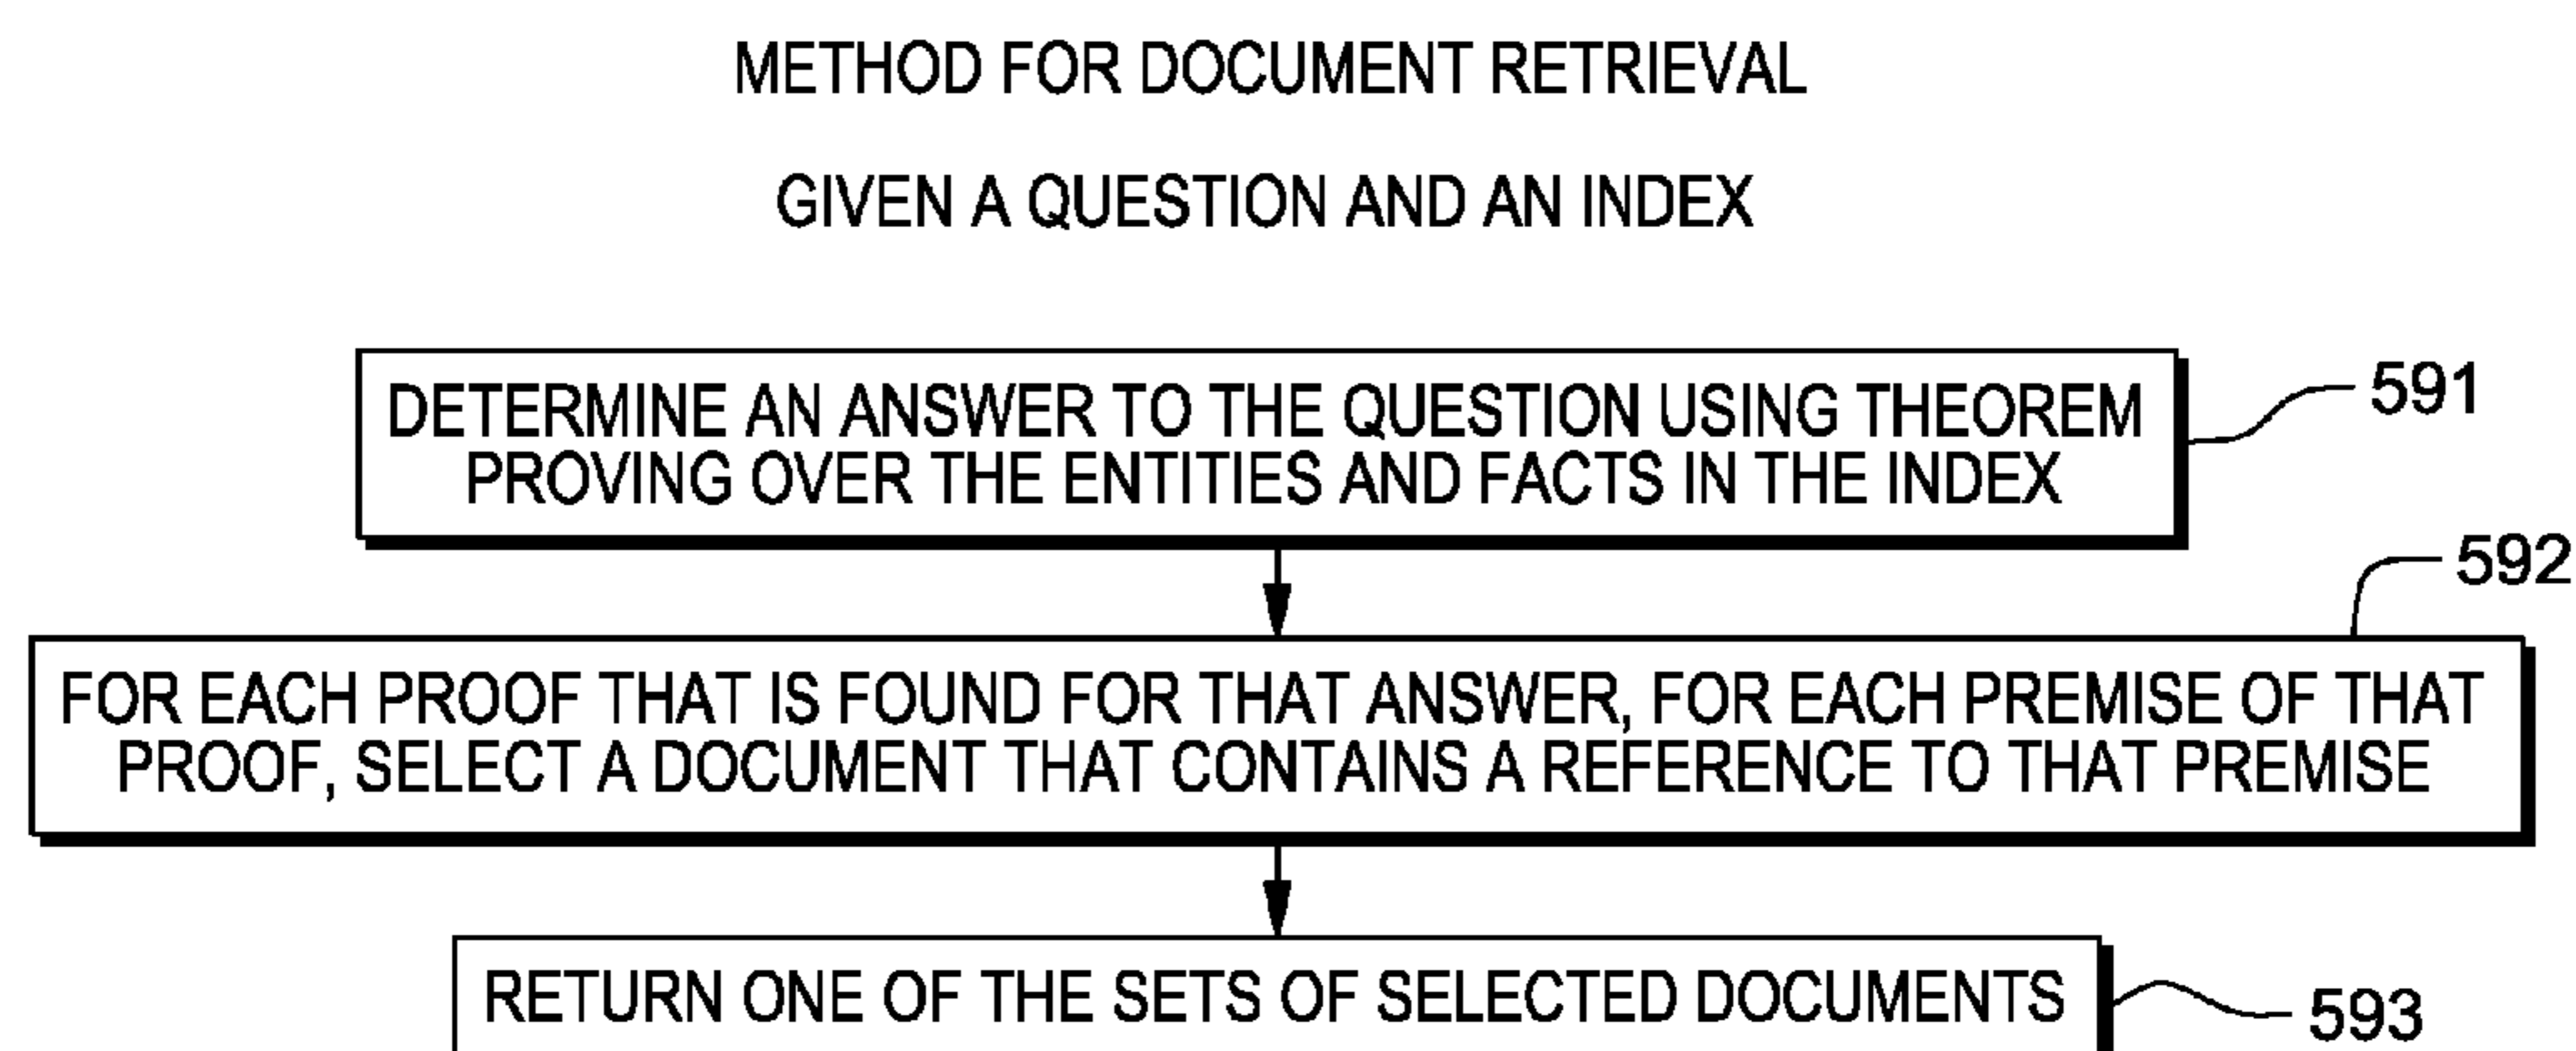 METHOD FOR DOCUMENT RETRIEVAL
GIVEN A QUESTION AND AN INDEX
DETERMINE AN ANSWER TO THE QUESTION USING THEOREM
PROVING OVER THE ENTITIES AND FACTS IN THE INDEX
591
592
FOR EACH PROOF THAT IS FOUND FOR THAT ANSWER, FOR EACH PREMISE OF THAT
PROOF, SELECT A DOCUMENT THAT CONTAINS A REFERENCE TO THAT PREMISE
RETURN ONE OF THE SETS OF SELECTED DOCUMENTS
593